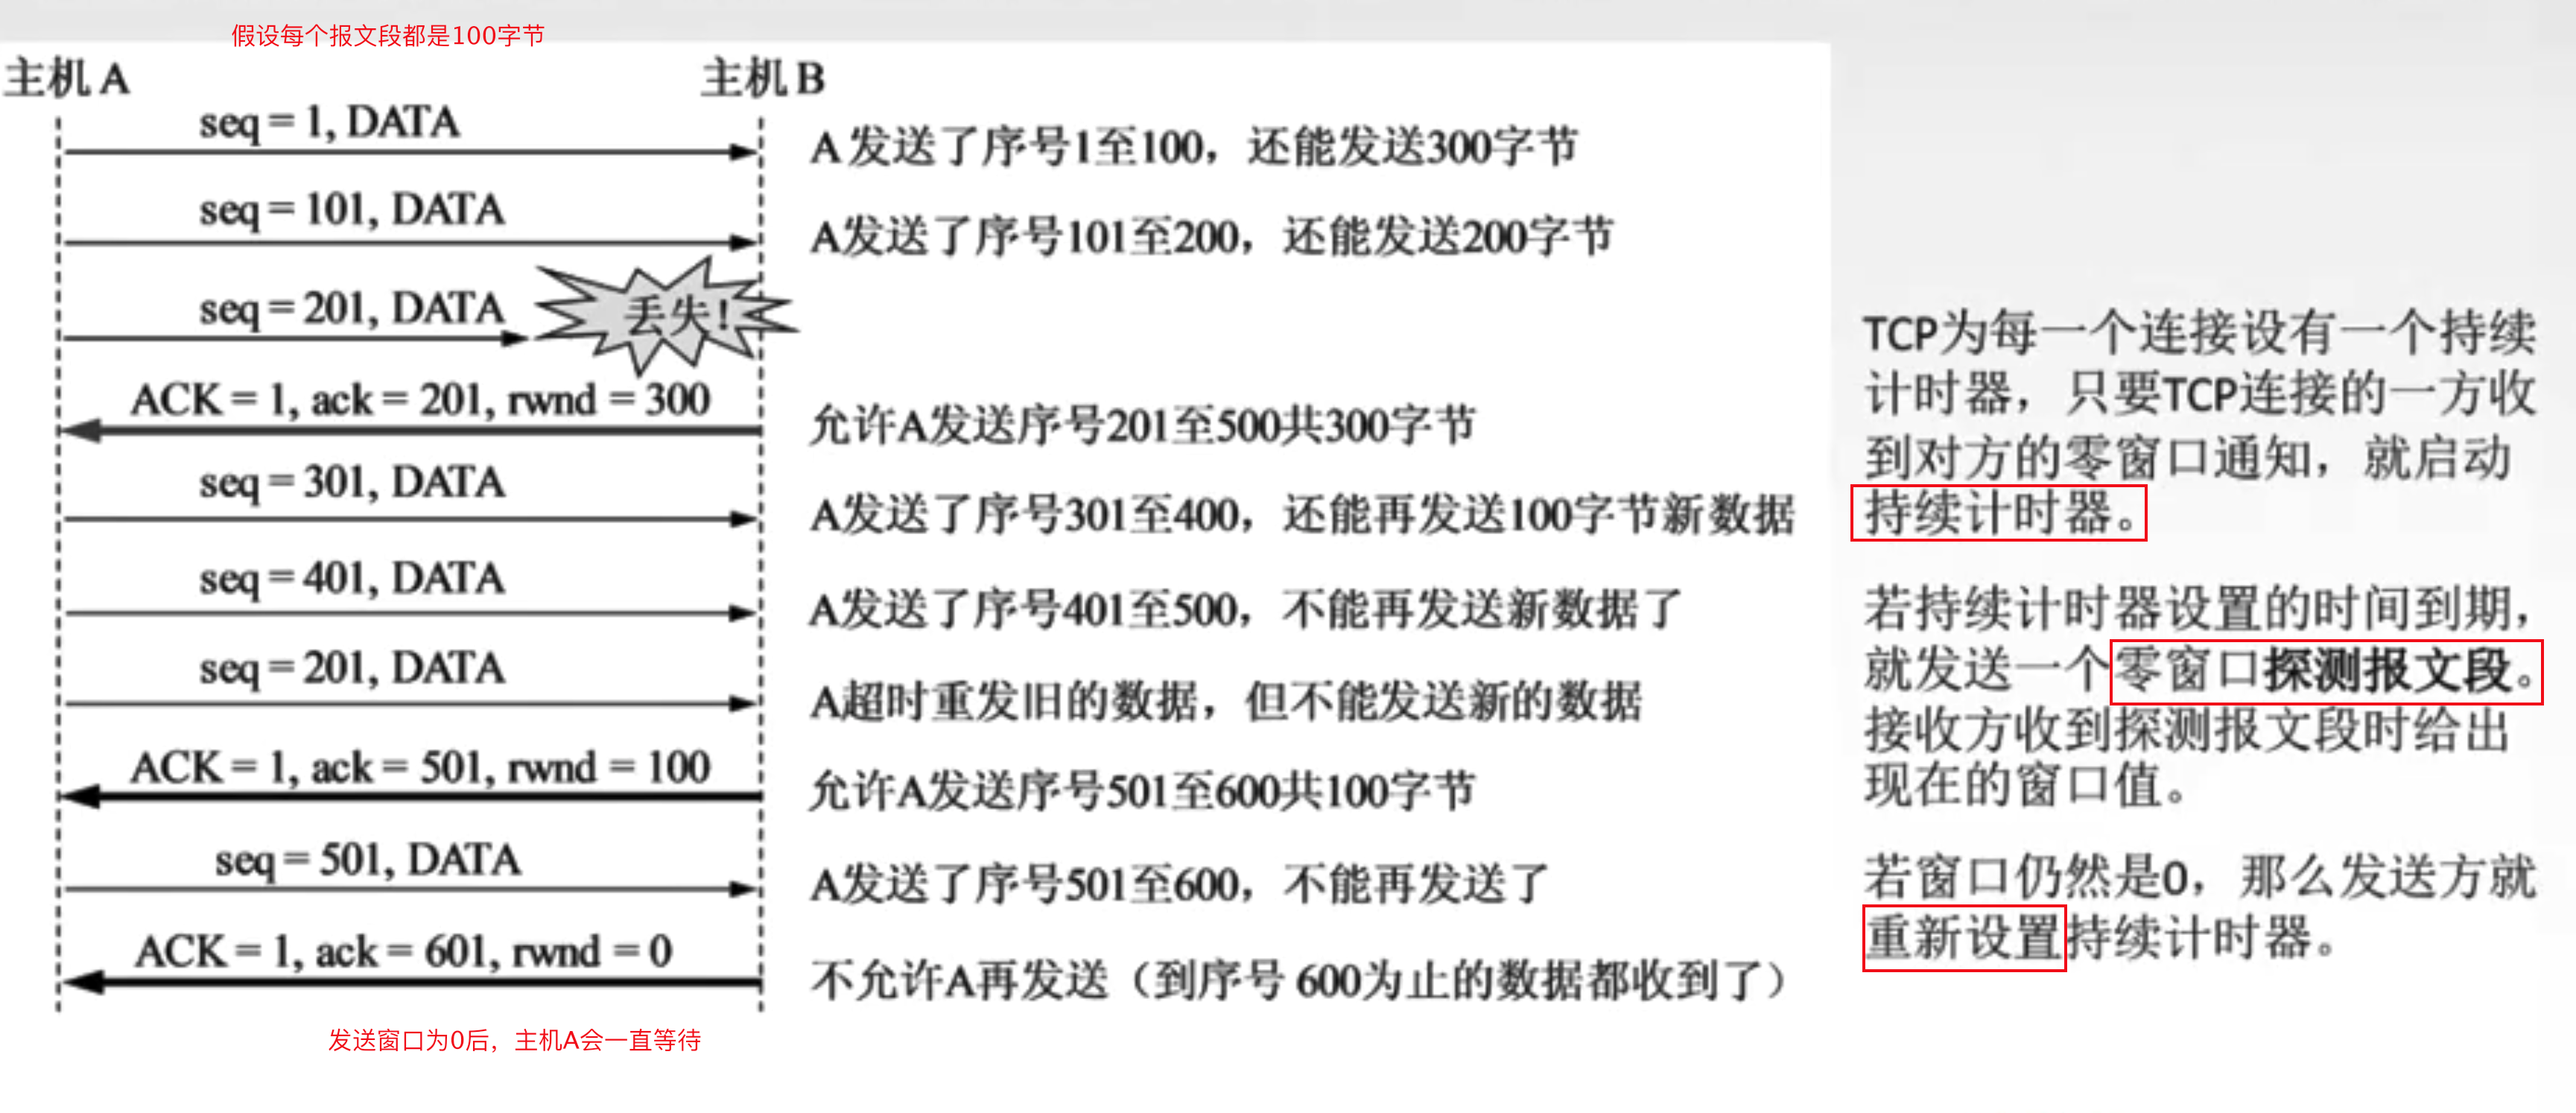 假设每个报文段都是100字节
主机 A
主机 B
seq = 1, DATA
A 发送了序号1至100，还能发送300字节
seq = 101, DATA
A发送了序号101至200，还能发送200字节
seq = 201, DATA
丢失！
ACK = 1, ack = 201, rwnd = 300
允许A发送序号201至500共300字节
seq = 301, DATA
A发送了序号301至400，还能再发送100字节新数据
seq = 401, DATA
A发送了序号401至500，不能再发送新数据了
seq = 201, DATA
A超时重发旧的数据，但不能发送新的数据
ACK = 1, ack = 501, rwnd = 100
允许A发送序号501至600共100字节
seq = 501, DATA
A发送了序号501至600，不能再发送了
ACK = 1, ack = 601, rwnd = 0
不允许A再发送（到序号 600为止的数据都收到了）
发送窗口为0后，主机A会一直等待
TCP为每一个连接设有一个持续
计时器，只要TCP连接的一方收
到对方的零窗口通知，就启动
持续计时器。
若持续计时器设置的时间到期，
就发送一个零窗口探测报文段。
接收方收到探测报文段时给出
现在的窗口值。
若窗口仍然是0，那么发送方就
重新设置持续计时器。